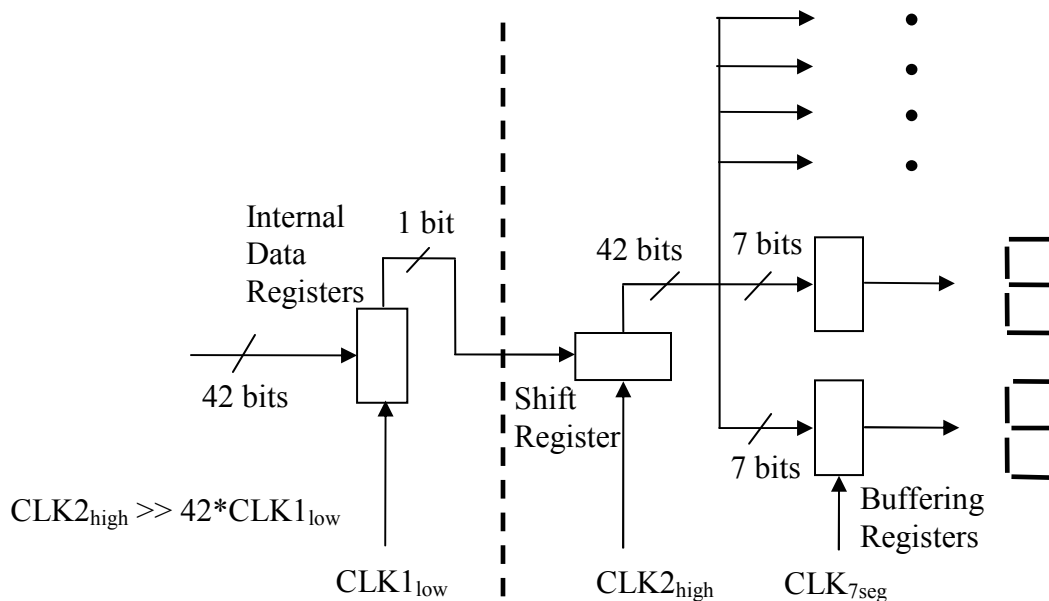 Internal
Data
Registers
1 bit
42 bits
7 bits
42 bits
Shift
Register
7 bits
Buffering
Registers
CLK2high >> 42*CLK1low
CLK1low
CLK2high
CLK7seg